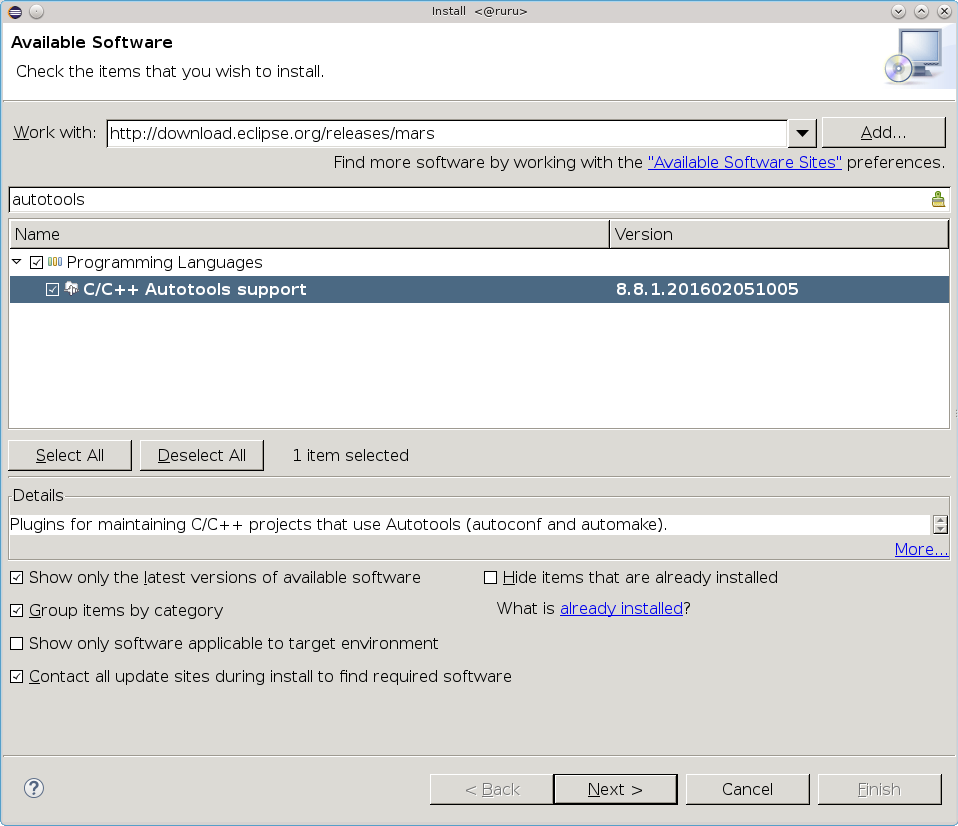 Install <@ruru>
Available Software
Check the items that you wish to install.
Work with: http://download.eclipse.org/releases/mars Add...
Find more software by working with the "Available Software Sites" preferences.
autotools
Name Version
Programming Languages
C/C++ Autotools support 8.8.1.201602051005
Select All Deselect All 1 item selected
Details
Plugins for maintaining C/C++ projects that use Autotools (autoconf and automake).
More...
Show only the latest versions of available software Hide items that are already installed
Group items by category What is already installed?
Show only software applicable to target environment
Contact all update sites during install to find required software
? < Back Next > Cancel Finish